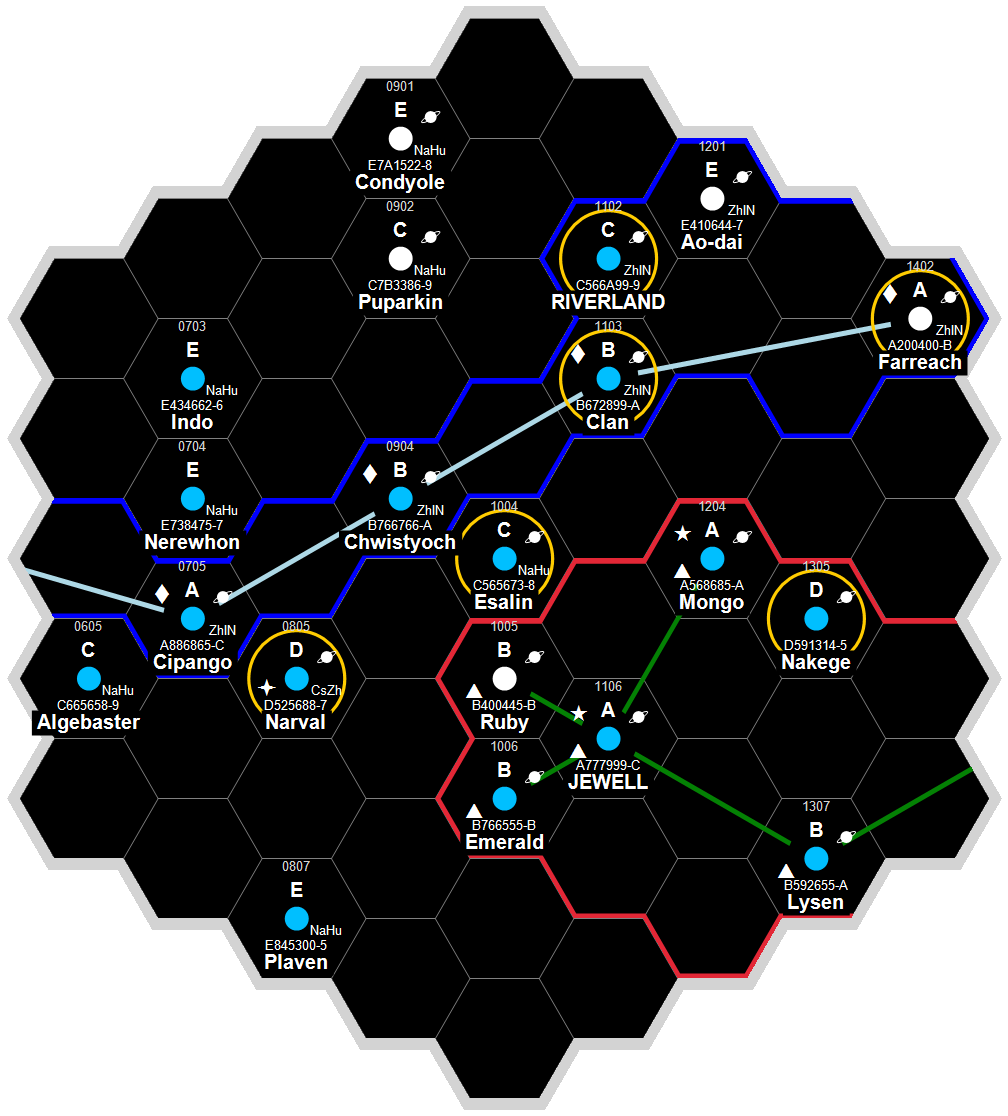 0901
E
NaHu
E7A1522-8
Condyole
1201
E
ZhIN
E410644-7
Ao-dai
0902
C
NaHu
C7B3386-9
Puparkin
1102
C
ZhIN
C566A99-9
RIVERLAND
1402
A
ZhIN
A200400-B
Farreach
0703
E
NaHu
E434662-6
Indo
1103
B
ZhIN
B672899-A
Clan
0704
E
NaHu
E738475-7
Nerewhon
0904
B
ZhIN
B766766-A
Chwistyoch
1004
C
NaHu
C565673-8
Esalin
1204
A
A568685-A
Mongo
0705
A
ZhIN
A886865-C
Cipango
1305
D
D591314-5
Nakege
0605
C
NaHu
C665658-9
Algebaster
0805
D
CsZh
D525688-7
Narval
1005
B
B400445-B
Ruby
1106
A
A777999-C
JEWELL
1006
B
B766555-B
Emerald
1307
B
B592655-A
Lysen
0807
E
NaHu
E845300-5
Plaven